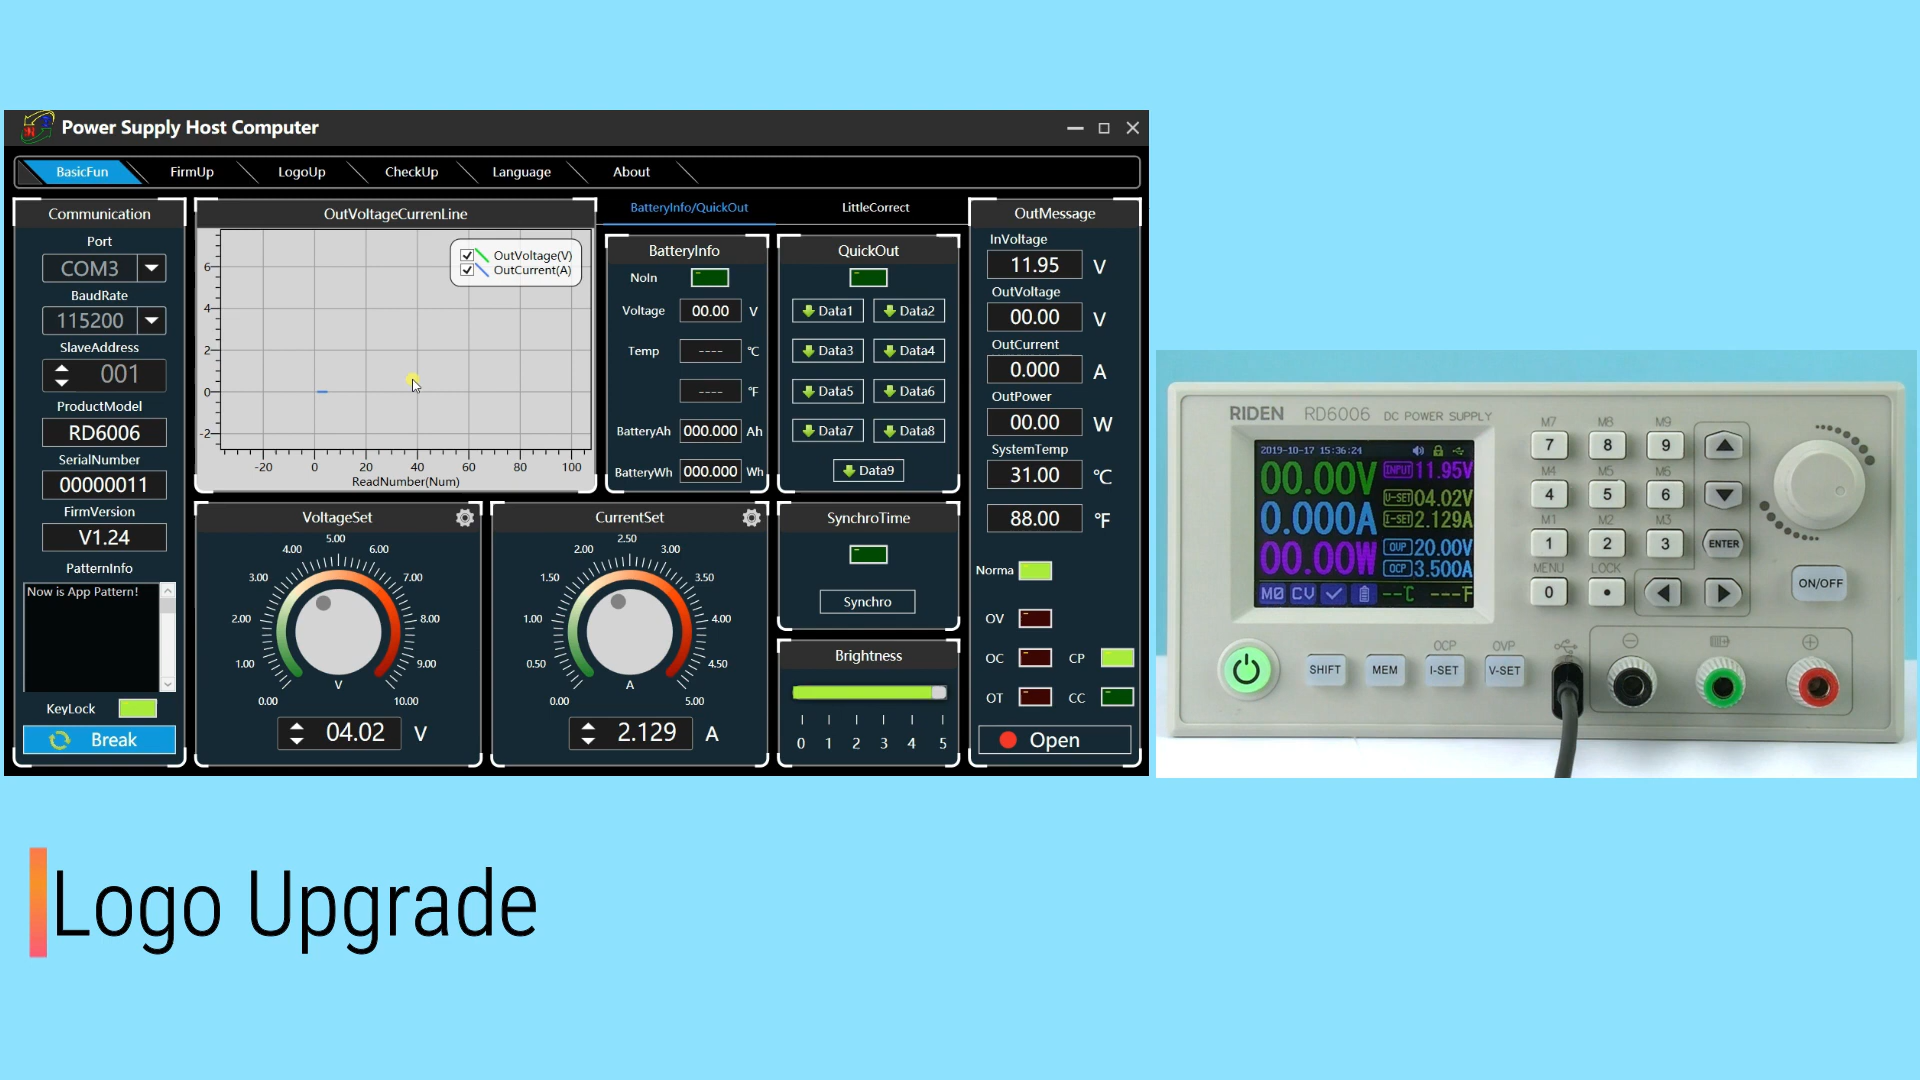 Power Supply Host Computer
BasicFun FirmUp LogoUp CheckUp Language About
Communication
Port
COM3
BaudRate
115200
SlaveAddress
001
ProductModel
RD6006
SerialNumber
00000011
FirmVersion
V1.24
PatternInfo
Now is App Pattern!
KeyLock
Break
OutVoltageCurrenLine
OutVoltage(V)
OutCurrent(A)
6
4
2
0
-2
-20 0 20 40 60 80 100
ReadNumber(Num)
BatteryInfo/QuickOut LittleCorrect
BatteryInfo
NoIn
Voltage 00.00 V
Temp ---- °C
---- °F
BatteryAh 000.000 Ah
BatteryWh 000.000 Wh
QuickOut
Data1 Data2
Data3 Data4
Data5 Data6
Data7 Data8
Data9
OutMessage
InVoltage
11.95 V
OutVoltage
00.00 V
OutCurrent
0.000 A
OutPower
00.00 W
SystemTemp
31.00 °C
88.00 °F
Norma
OV
OC CP
OT CC
Open
VoltageSet
0.00 1.00 2.00 3.00 4.00 5.00 6.00 7.00 8.00 9.00 10.00
V
04.02 V
CurrentSet
0.00 0.50 1.00 1.50 2.00 2.50 3.00 3.50 4.00 4.50 5.00
A
2.129 A
SynchroTime
Synchro
Brightness
0 1 2 3 4 5
RIDEN RD6006 DC POWER SUPPLY
2019-10-17 15:36:24
00.00V INPUT 11.95V
V-SET 04.02V
0.000A I-SET 2.129A
00.00W OVP 20.00V
OCP 3.500A
M0 CV --°C ---F
M7 M8 M9
7 8 9
M4 M5 M6
4 5 6
M1 M2 M3
1 2 3 ENTER
MENU LOCK
0 .
ON/OFF
OCP OVP
SHIFT MEM I-SET V-SET
Logo Upgrade